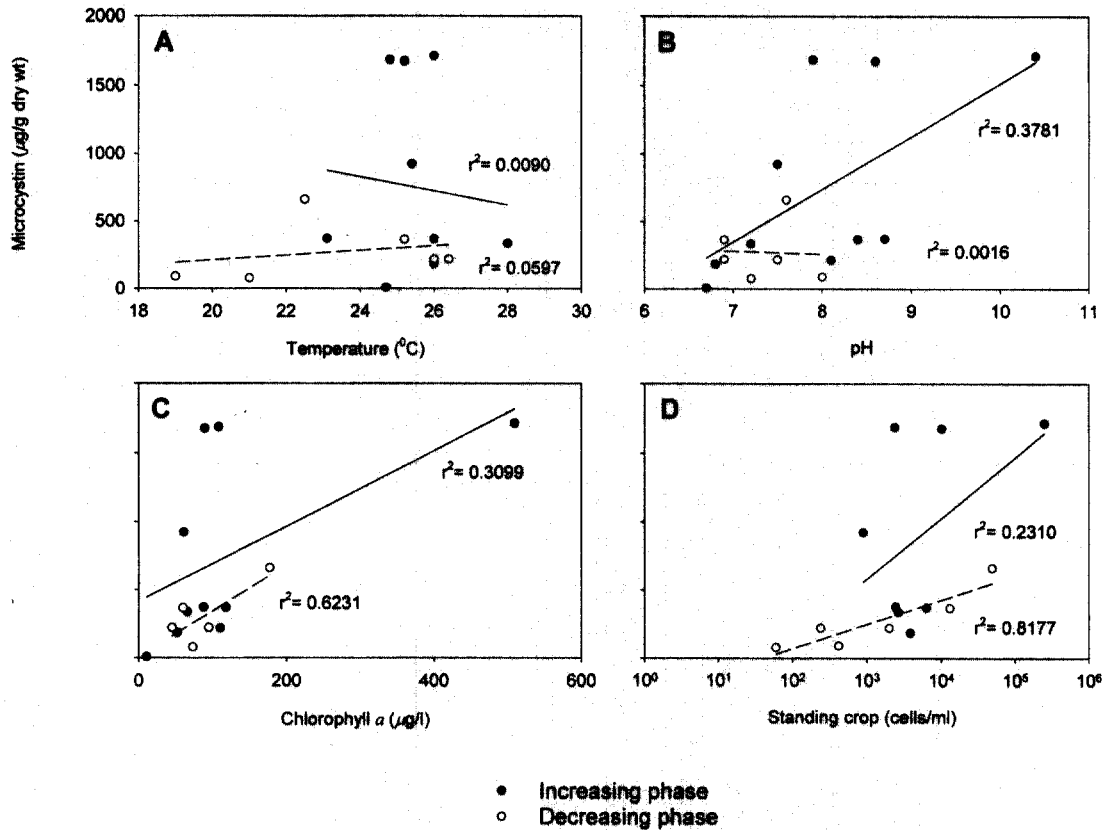 Microcystin (µg/g dry wt)
2000
1500
1000
500
0
A
r²= 0.0090
r²= 0.0597
18 20 22 24 26 28 30
Temperature (⁰C)
B
r²= 0.3781
r²= 0.0016
6 7 8 9 10 11
pH
C
r²= 0.3099
r²= 0.6231
0 200 400 600
Chlorophyll a (µg/l)
D
r²= 0.2310
r²= 0.8177
10⁰ 10¹ 10² 10³ 10⁴ 10⁵ 10⁶
Standing crop (cells/ml)
Increasing phase
Decreasing phase